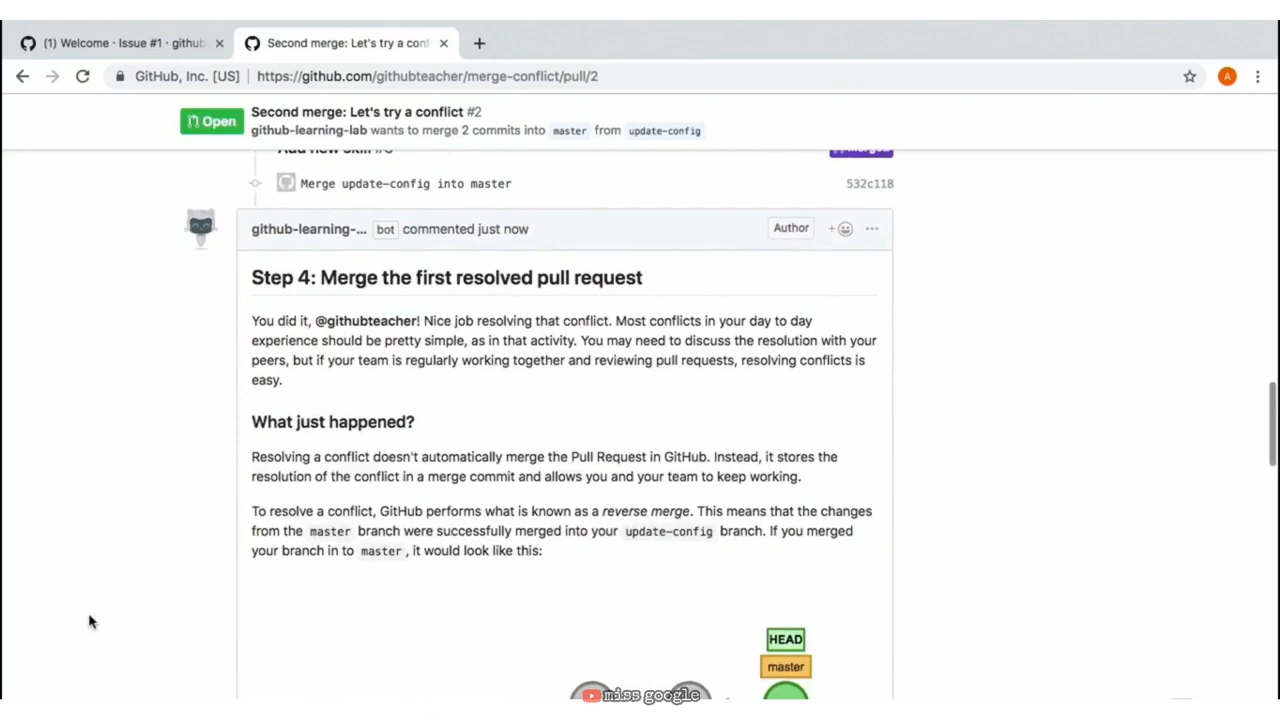 (1) Welcome · Issue #1 · github
Second merge: Let's try a conf
GitHub, Inc. [US]
https://github.com/githubteacher/merge-conflict/pull/2
A
Open
Second merge: Let's try a conflict #2
github-learning-lab wants to merge 2 commits into master from update-config
Add new skill
Merge update-config into master
532c118
github-learning-... bot commented just now
Author
Step 4: Merge the first resolved pull request
You did it, @githubteacher! Nice job resolving that conflict. Most conflicts in your day to day
experience should be pretty simple, as in that activity. You may need to discuss the resolution with your
peers, but if your team is regularly working together and reviewing pull requests, resolving conflicts is
easy.
What just happened?
Resolving a conflict doesn't automatically merge the Pull Request in GitHub. Instead, it stores the
resolution of the conflict in a merge commit and allows you and your team to keep working.
To resolve a conflict, GitHub performs what is known as a reverse merge. This means that the changes
from the master branch were successfully merged into your update-config branch. If you merged
your branch in to master, it would look like this:
HEAD
master
miss google